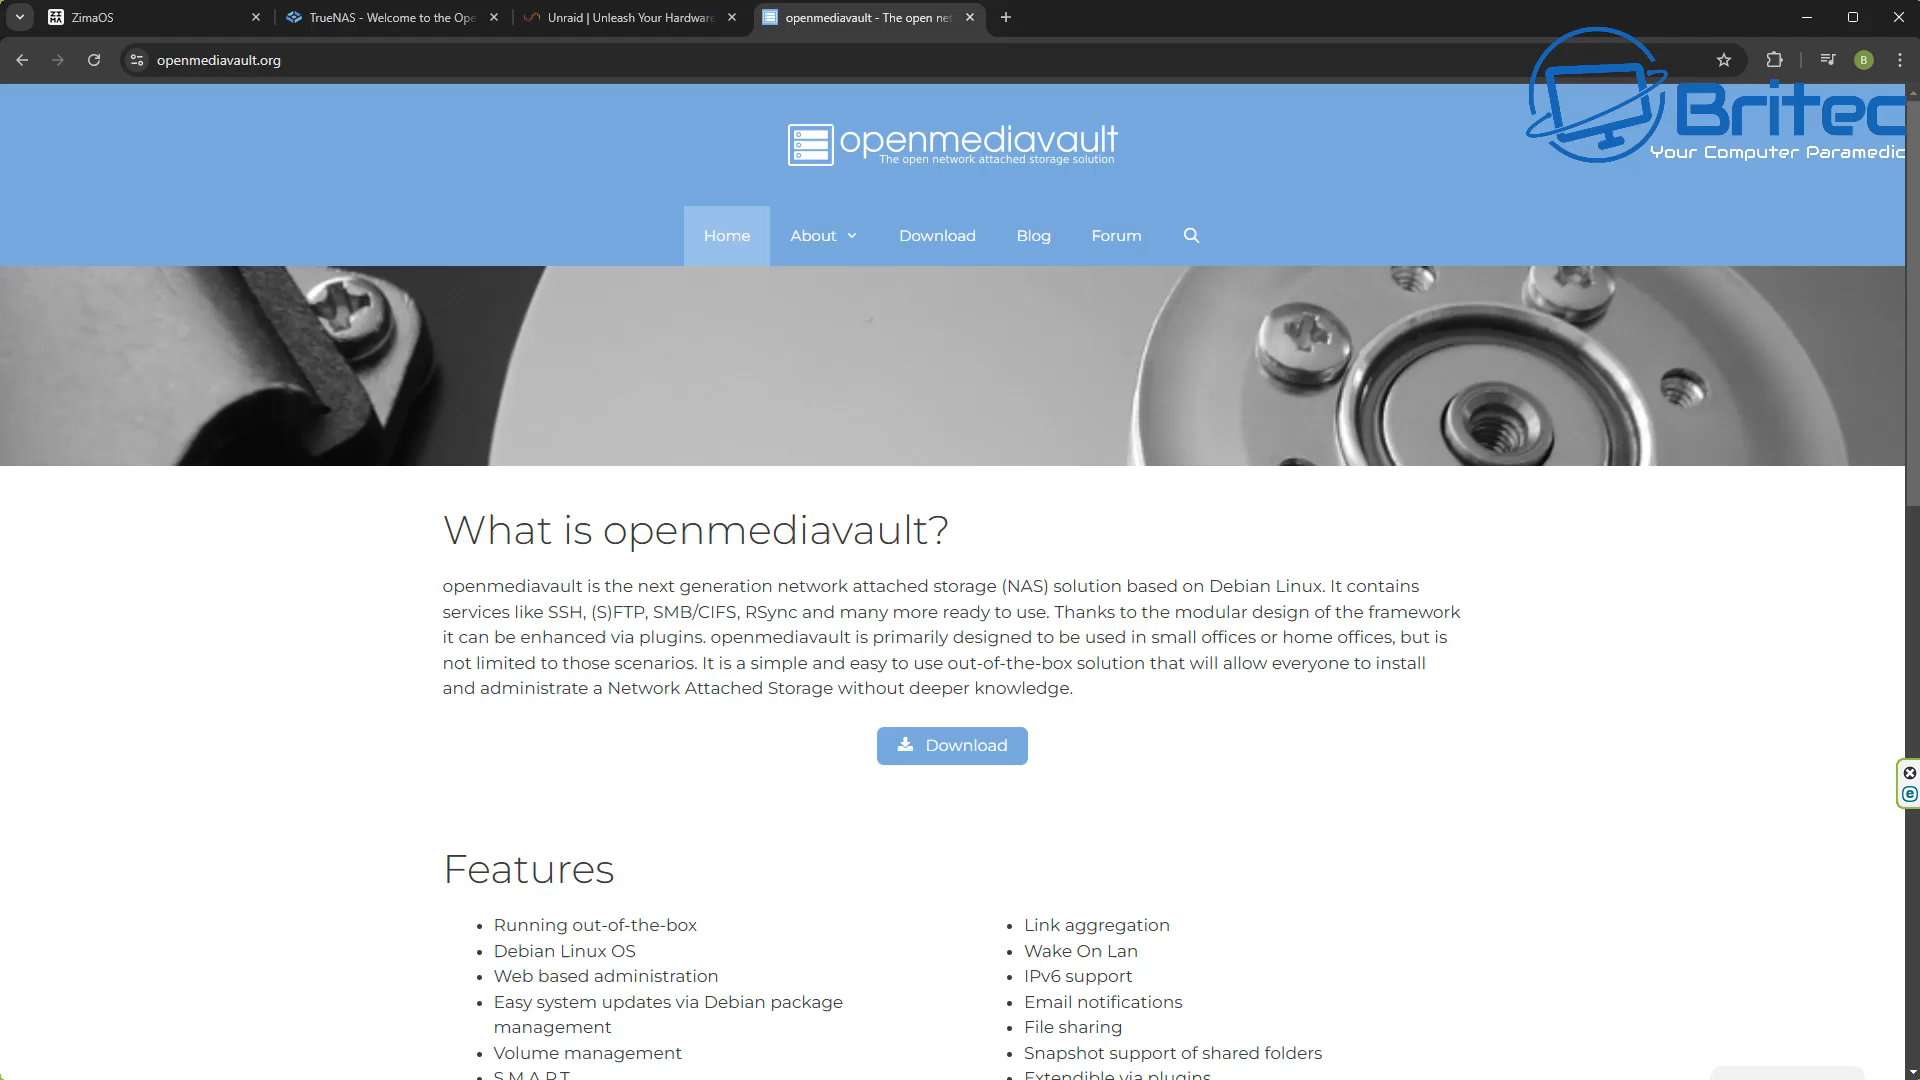 ZimaOS
TrueNAS - Welcome to the Ope
Unraid | Unleash Your Hardware
openmediavault - The open net
openmediavault.org
B
Britec
Your Computer Paramedic
openmediavault
The open network attached storage solution
Home
About
Download
Blog
Forum
What is openmediavault?
openmediavault is the next generation network attached storage (NAS) solution based on Debian Linux. It contains
services like SSH, (S)FTP, SMB/CIFS, RSync and many more ready to use. Thanks to the modular design of the framework
it can be enhanced via plugins. openmediavault is primarily designed to be used in small offices or home offices, but is
not limited to those scenarios. It is a simple and easy to use out-of-the-box solution that will allow everyone to install
and administrate a Network Attached Storage without deeper knowledge.
Download
Features
• Running out-of-the-box
• Debian Linux OS
• Web based administration
• Easy system updates via Debian package
management
• Volume management
• S.M.A.R.T.
• Link aggregation
• Wake On Lan
• IPv6 support
• Email notifications
• File sharing
• Snapshot support of shared folders
• Extendible via plugins